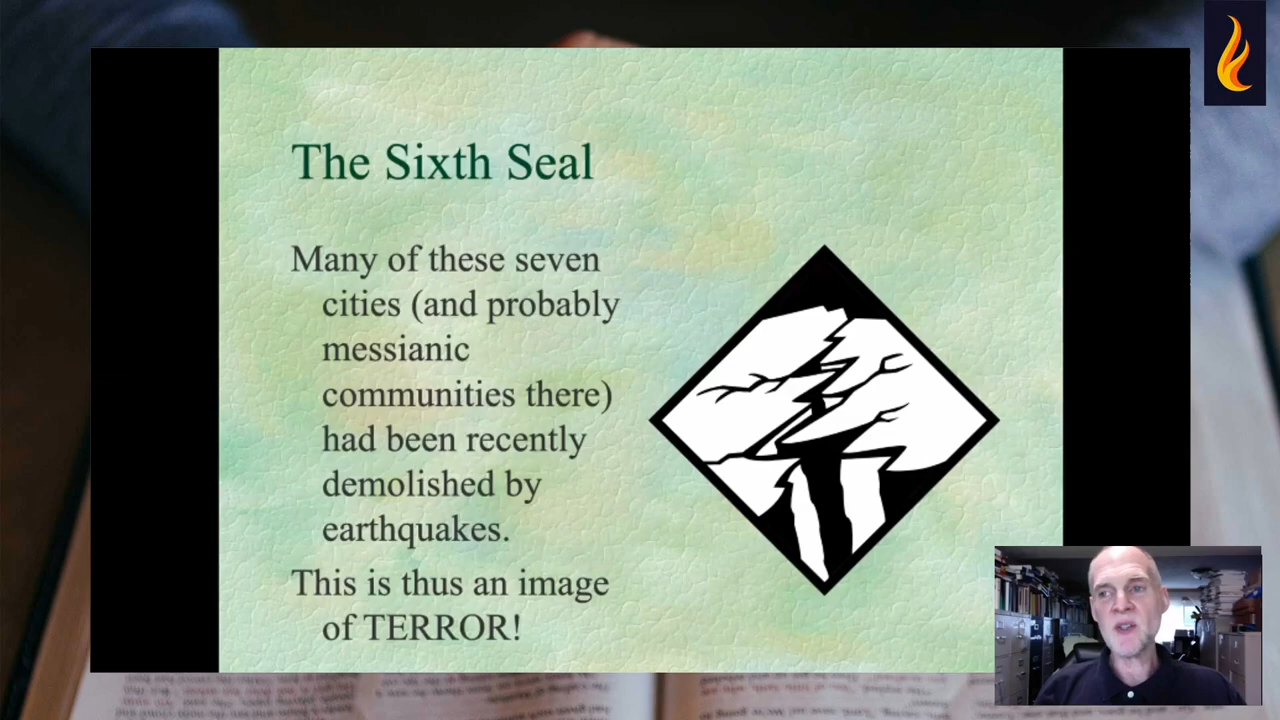 The Sixth Seal
Many of these seven
cities (and probably
messianic
communities there)
had been recently
demolished by
earthquakes.
This is thus an image
of TERROR!